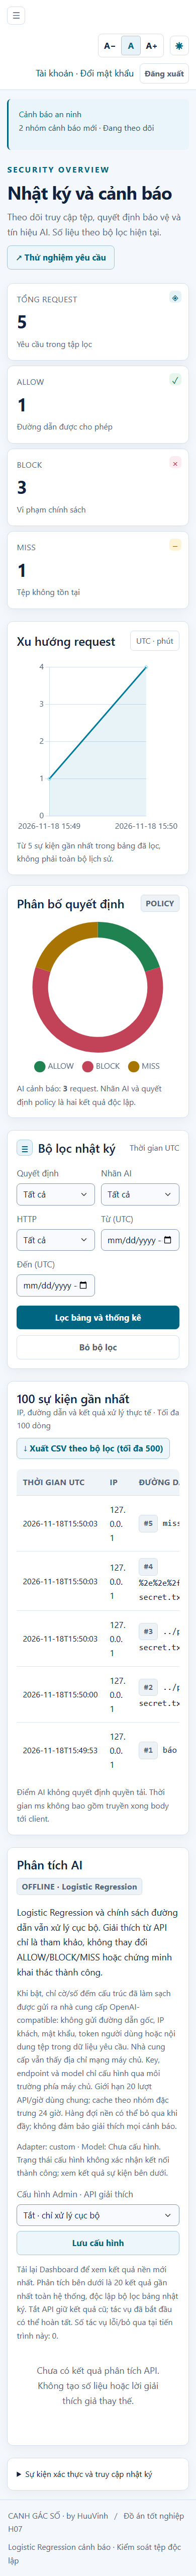 A− A A+
Tài khoản · Đổi mật khẩu Đăng xuất
Cảnh báo an ninh
2 nhóm cảnh báo mới · Đang theo dõi
SECURITY OVERVIEW
Nhật ký và cảnh báo
Theo dõi truy cập tệp, quyết định bảo vệ và
tín hiệu AI. Số liệu theo bộ lọc hiện tại.
↗ Thử nghiệm yêu cầu
TỔNG REQUEST
5
Yêu cầu trong tập lọc
ALLOW
1
Đường dẫn được cho phép
BLOCK
3
Vi phạm chính sách
MISS
1
Tệp không tồn tại
Xu hướng request UTC · phút
4
3
2
1
0
2026-11-18 15:49 2026-11-18 15:50
Từ 5 sự kiện gần nhất trong bảng đã lọc,
không phải toàn bộ lịch sử.
Phân bố quyết định POLICY
ALLOW BLOCK MISS
AI cảnh báo: 3 request. Nhãn AI và quyết
định policy là hai kết quả độc lập.
Bộ lọc nhật ký Thời gian UTC
Quyết định Nhãn AI
Tất cả Tất cả
HTTP Từ (UTC)
Tất cả mm/dd/yyyy -
Đến (UTC)
mm/dd/yyyy -
Lọc bảng và thống kê
Bỏ bộ lọc
100 sự kiện gần nhất
IP, đường dẫn và kết quả xử lý thực tế · Tối đa
100 dòng
↓ Xuất CSV theo bộ lọc (tối đa 500)
THỜI GIAN UTC IP ĐƯỜNG
2026-11-18T15:50:03 127.0.0.1 #5 miss
2026-11-18T15:50:03 127.0.0.1 #4 %2e%2e%2f secret.tx
2026-11-18T15:50:03 127.0.0.1 #3 ../p secret.tx
2026-11-18T15:50:00 127.0.0.1 #2 ../p secret.tx
2026-11-18T15:49:53 127.0.0.1 #1 báo
Điểm AI không quyết định quyền tải. Thời
gian ms không bao gồm truyền xong body
tới client.
Phân tích AI
OFFLINE · Logistic Regression
Logistic Regression và chính sách đường
dẫn vẫn xử lý cục bộ. Giải thích từ API
chỉ là tham khảo, không thay đổi
ALLOW/BLOCK/MISS hoặc chứng minh
khai thác thành công.
Khi bật, chỉ cờ/số đếm cấu trúc đã làm sạch
được gửi ra nhà cung cấp OpenAI-
compatible: không gửi đường dẫn gốc, IP
khách, mật khẩu, token người dùng hoặc nội
dung tệp trong dữ liệu yêu cầu. Nhà cung
cấp vẫn thấy địa chỉ mạng máy chủ. Key,
endpoint và model chỉ cấu hình qua môi
trường phía máy chủ. Giới hạn 20 lượt
API/giờ dùng chung; cache theo nhóm đặc
trưng 24 giờ. Hàng đợi nền có thể bỏ qua khi
đầy; không đảm bảo giải thích mọi cảnh báo.
Adapter: custom · Model: Chưa cấu hình.
Trạng thái cấu hình không xác nhận kết nối
thành công; xem kết quả sự kiện bên dưới.
Cấu hình Admin · API giải thích
Tắt · chỉ xử lý cục bộ
Lưu cấu hình
Tải lại Dashboard để xem kết quả nền mới
nhất. Phân tích bên dưới là 20 kết quả gần
nhất toàn hệ thống, độc lập bộ lọc bảng nhật
ký. Tắt API giữ kết quả cũ; tác vụ đã bắt đầu
có thể hoàn tất. Số tác vụ lỗi/bỏ qua tại tiến
trình này: 0.
Chưa có kết quả phân tích API.
Không tạo số liệu hoặc lời giải
thích giả thay thế.
Sự kiện xác thực và truy cập nhật ký
CANH GÁC SỐ · by HuuVinh / Đồ án tốt nghiệp
H07
Logistic Regression cảnh báo · Kiểm soát tệp độc
lập